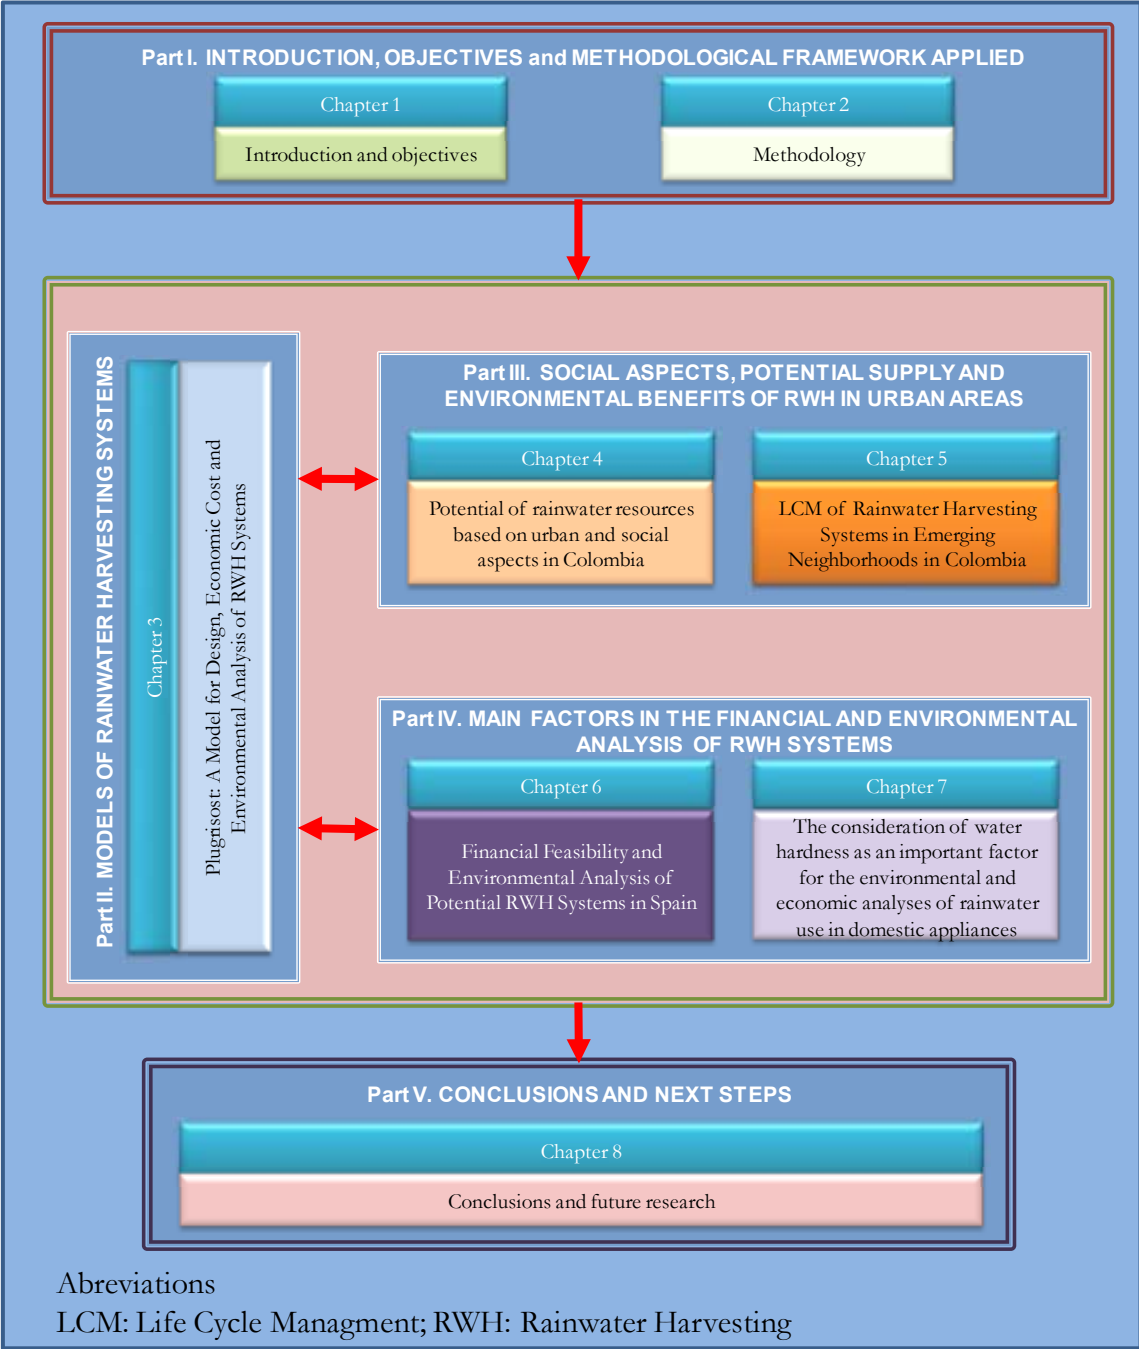 Part I. INTRODUCTION, OBJECTIVES and METHODOLOGICAL FRAMEWORK APPLIED
Chapter 1
Introduction and objectives
Chapter 2
Methodology
Part II. MODELS OF RAINWATER HARVESTING SYSTEMS
Chapter 3
Plugrisost: A Model for Design, Economic Cost and
Environmental Analysis of RWH Systems
Part III. SOCIAL ASPECTS, POTENTIAL SUPPLY AND
ENVIRONMENTAL BENEFITS OF RWH IN URBAN AREAS
Chapter 4
Potential of rainwater resources
based on urban and social
aspects in Colombia
Chapter 5
LCM of Rainwater Harvesting
Systems in Emerging
Neighborhoods in Colombia
Part IV. MAIN FACTORS IN THE FINANCIAL AND ENVIRONMENTAL
ANALYSIS OF RWH SYSTEMS
Chapter 6
Financial Feasibility and
Environmental Analysis of
Potential RWH Systems in Spain
Chapter 7
The consideration of water
hardness as an important factor
for the environmental and
economic analyses of rainwater
use in domestic appliances
Part V. CONCLUSIONS AND NEXT STEPS
Chapter 8
Conclusions and future research
Abreviations
LCM: Life Cycle Managment; RWH: Rainwater Harvesting